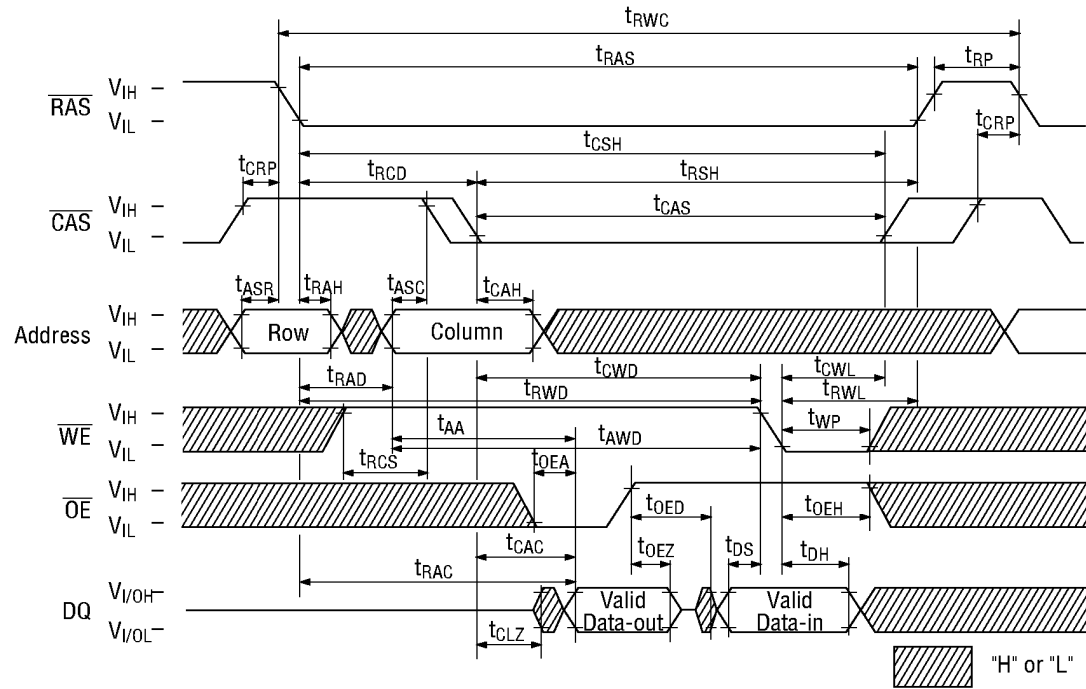 tRWC
tRAS
tRP
VIH
RAS
VIL
tCRP
tCSH
tCRP
tRCD
tRSH
VIH
CAS
VIL
tCAS
tASR
tRAH
tASC
tCAH
VIH
Address
VIL
Row
Column
tCWD
tCWL
tRAD
tRWD
tRWL
VIH
WE
VIL
tAA
tAWD
tWP
tRCS
tOEA
VIH
OE
VIL
tOED
tOEH
tCAC
tOEZ
tDS
tDH
tRAC
VI/OH
DQ
VI/OL
Valid
Data-out
Valid
Data-in
tCLZ
"H" or "L"